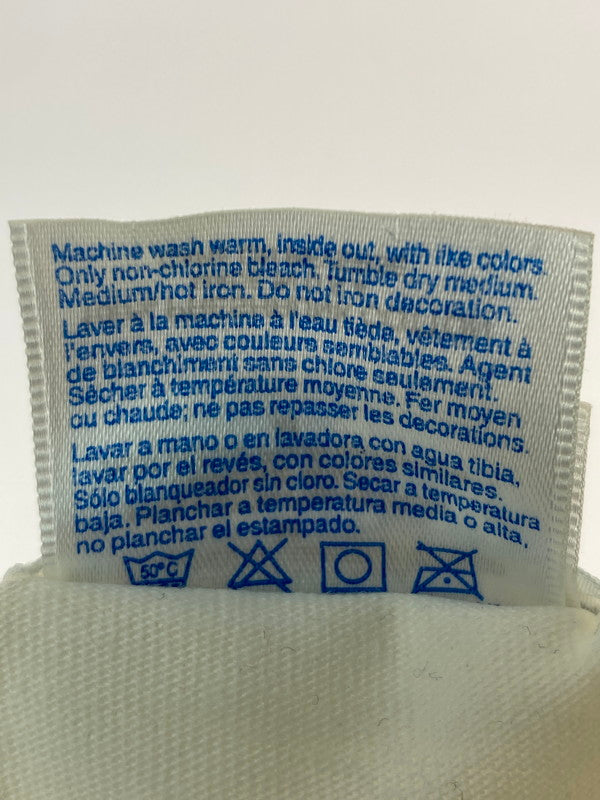 Machine wash warm, inside out, with like colors.
Only non-chlorine bleach. Tumble dry medium.
Medium/hot iron. Do not iron decoration.
Laver à la machine à l'eau tiède, vêtement à
l'envers, avec couleurs semblables. Agent
de blanchiment sans chlore seulement.
Sécher à température moyenne. Fer moyen
ou chaude; ne pas repasser les decorations.
Lavar a mano o en lavadora con agua tibia,
lavar por el revés, con colores similares.
Sólo blanqueador sin cloro. Secar a temperatura
baja. Planchar a temperatura media o alta,
no planchar el estampado.
50°C